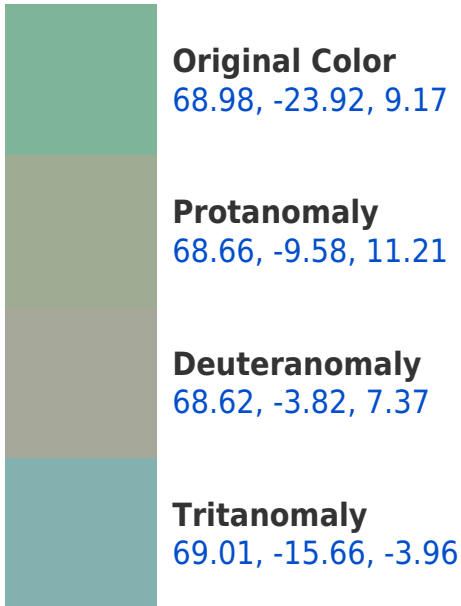 Original Color
68.98, -23.92, 9.17
Protanomaly
68.66, -9.58, 11.21
Deuteranomaly
68.62, -3.82, 7.37
Tritanomaly
69.01, -15.66, -3.96